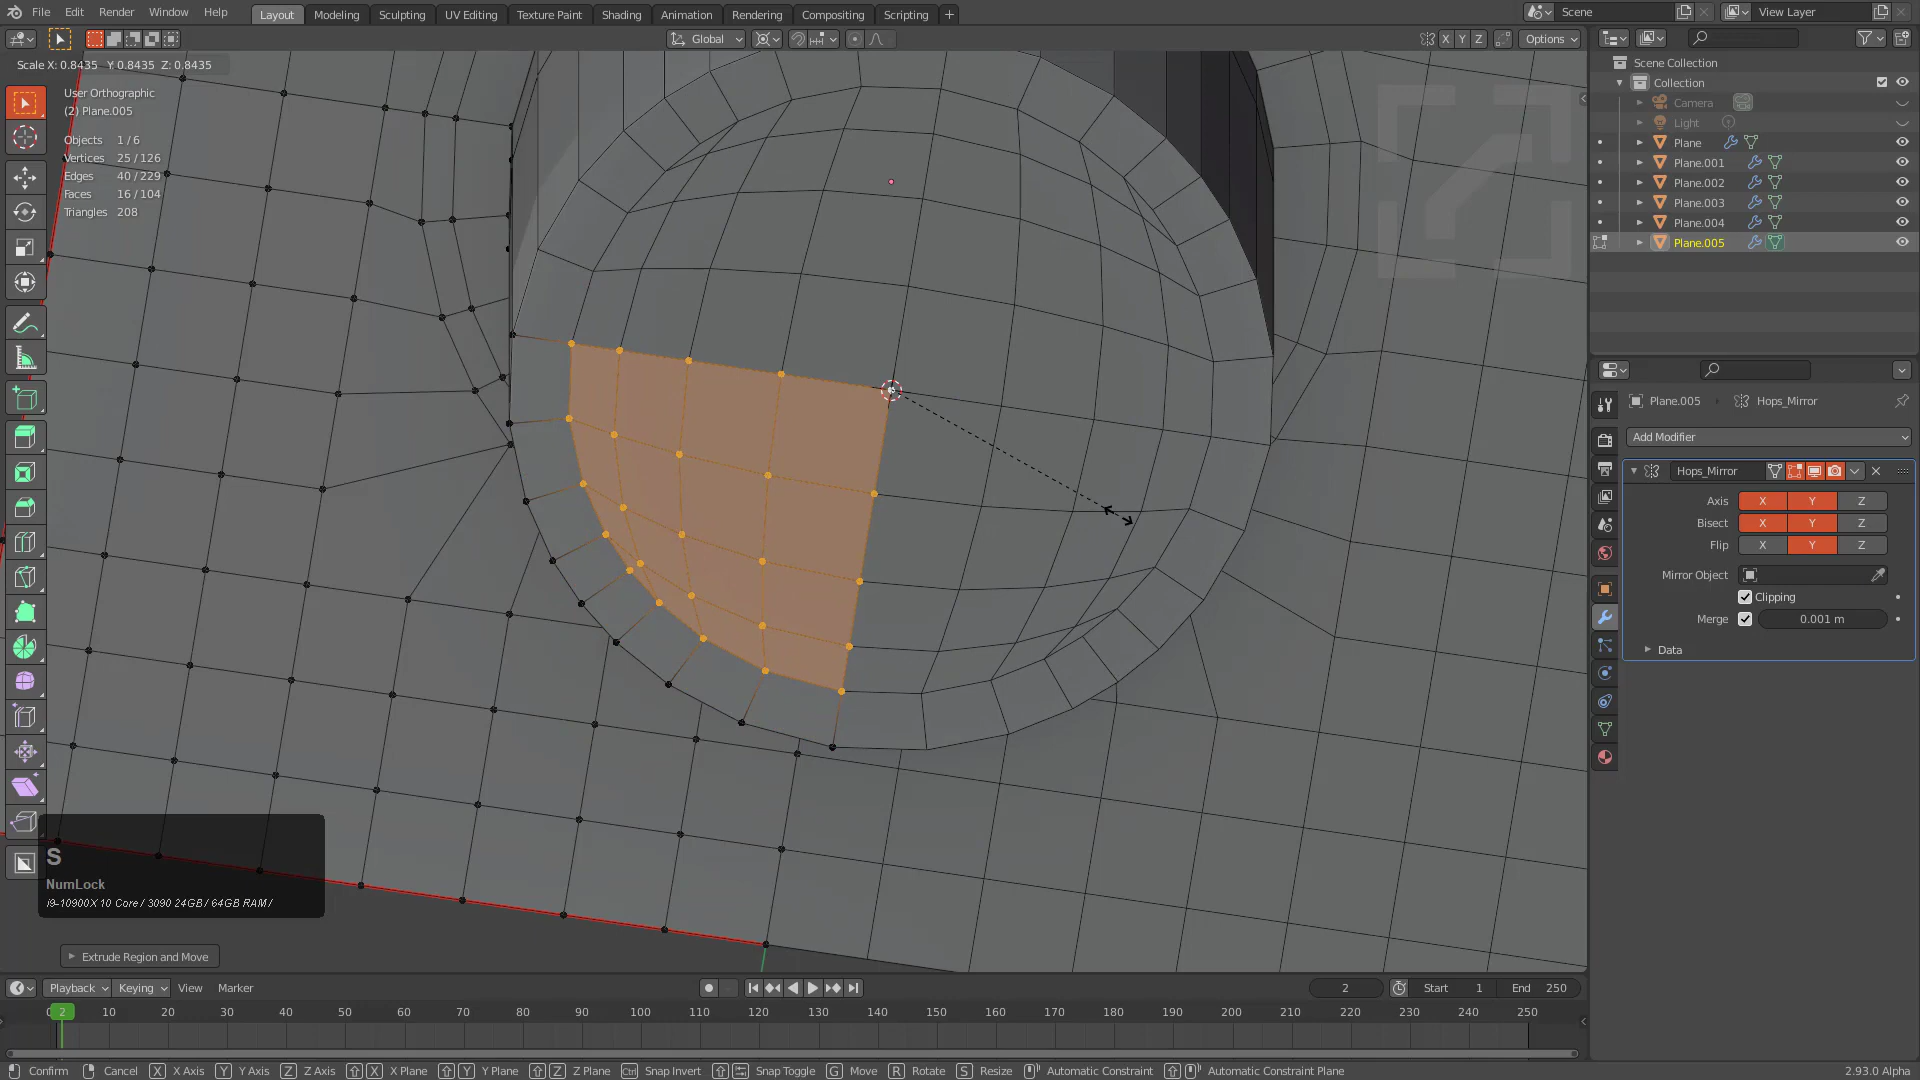 File Edit Render Window Help Layout Modeling Sculpting UV Editing Texture Paint Shading Animation Rendering Compositing Scripting + Scene View Layer
Global X Y Z Options
Scale X: 0.8435 Y: 0.8435 Z: 0.8435
User Orthographic
(2) Plane.005
Objects 1/6
Vertices 25/126
Edges 40/229
Faces 16/104
Triangles 208
Scene Collection
Collection
Camera
Light
Plane
Plane.001
Plane.002
Plane.003
Plane.004
Plane.005
Plane.005 › Hops_Mirror
Add Modifier
Hops_Mirror
Axis X Y Z
Bisect X Y Z
Flip X Y Z
Mirror Object
Clipping
Merge 0.001 m
Data
S
NumLock
i9-10900X 10 Core / 3090 24GB / 64GB RAM /
Extrude Region and Move
Playback Keying View Marker 2 Start 1 End 250
0 2 10 20 30 40 50 60 70 80 90 100 110 120 130 140 150 160 170 180 190 200 210 220 230 240 250
Confirm Cancel X X Axis Y Y Axis Z Z Axis X X Plane Y Y Plane Z Z Plane Ctrl Snap Invert Snap Toggle G Move R Rotate S Resize Automatic Constraint Automatic Constraint Plane 2.93.0 Alpha